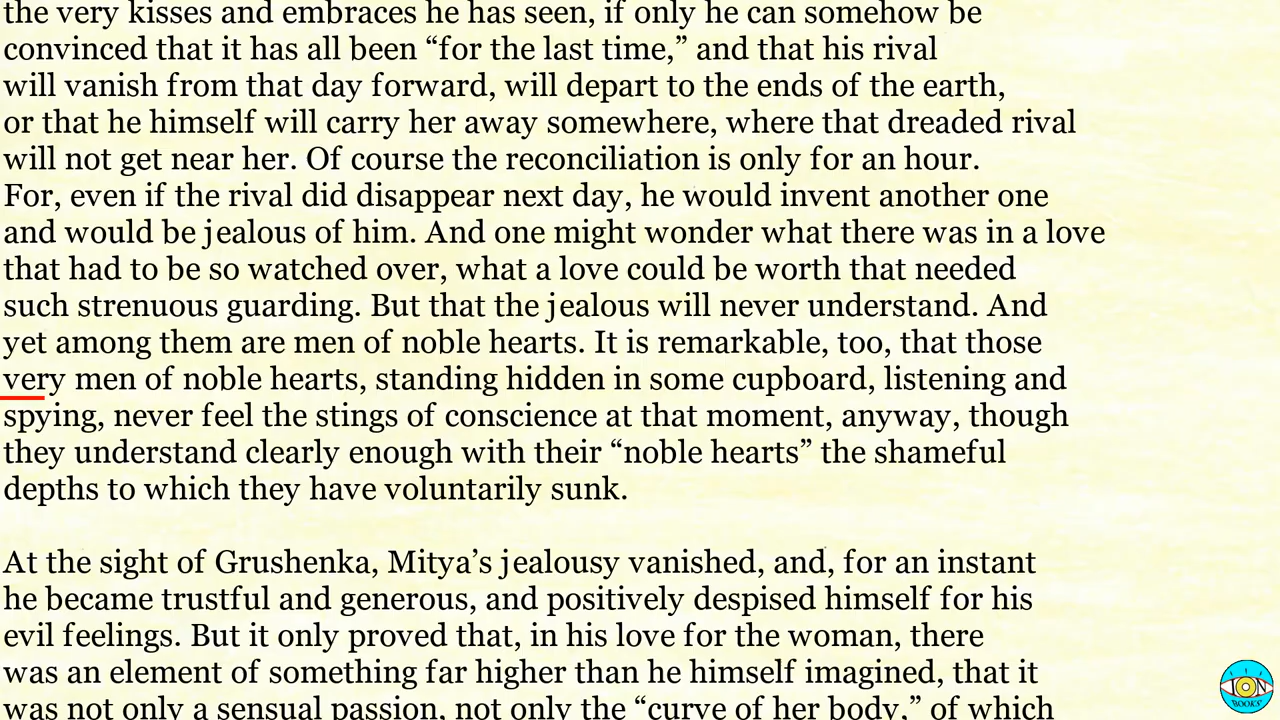 the very kisses and embraces he has seen, if only he can somehow be
convinced that it has all been “for the last time,” and that his rival
will vanish from that day forward, will depart to the ends of the earth,
or that he himself will carry her away somewhere, where that dreaded rival
will not get near her. Of course the reconciliation is only for an hour.
For, even if the rival did disappear next day, he would invent another one
and would be jealous of him. And one might wonder what there was in a love
that had to be so watched over, what a love could be worth that needed
such strenuous guarding. But that the jealous will never understand. And
yet among them are men of noble hearts. It is remarkable, too, that those
very men of noble hearts, standing hidden in some cupboard, listening and
spying, never feel the stings of conscience at that moment, anyway, though
they understand clearly enough with their “noble hearts” the shameful
depths to which they have voluntarily sunk.
At the sight of Grushenka, Mitya’s jealousy vanished, and, for an instant
he became trustful and generous, and positively despised himself for his
evil feelings. But it only proved that, in his love for the woman, there
was an element of something far higher than he himself imagined, that it
was not only a sensual passion, not only the “curve of her body,” of which
ION
BOOKS